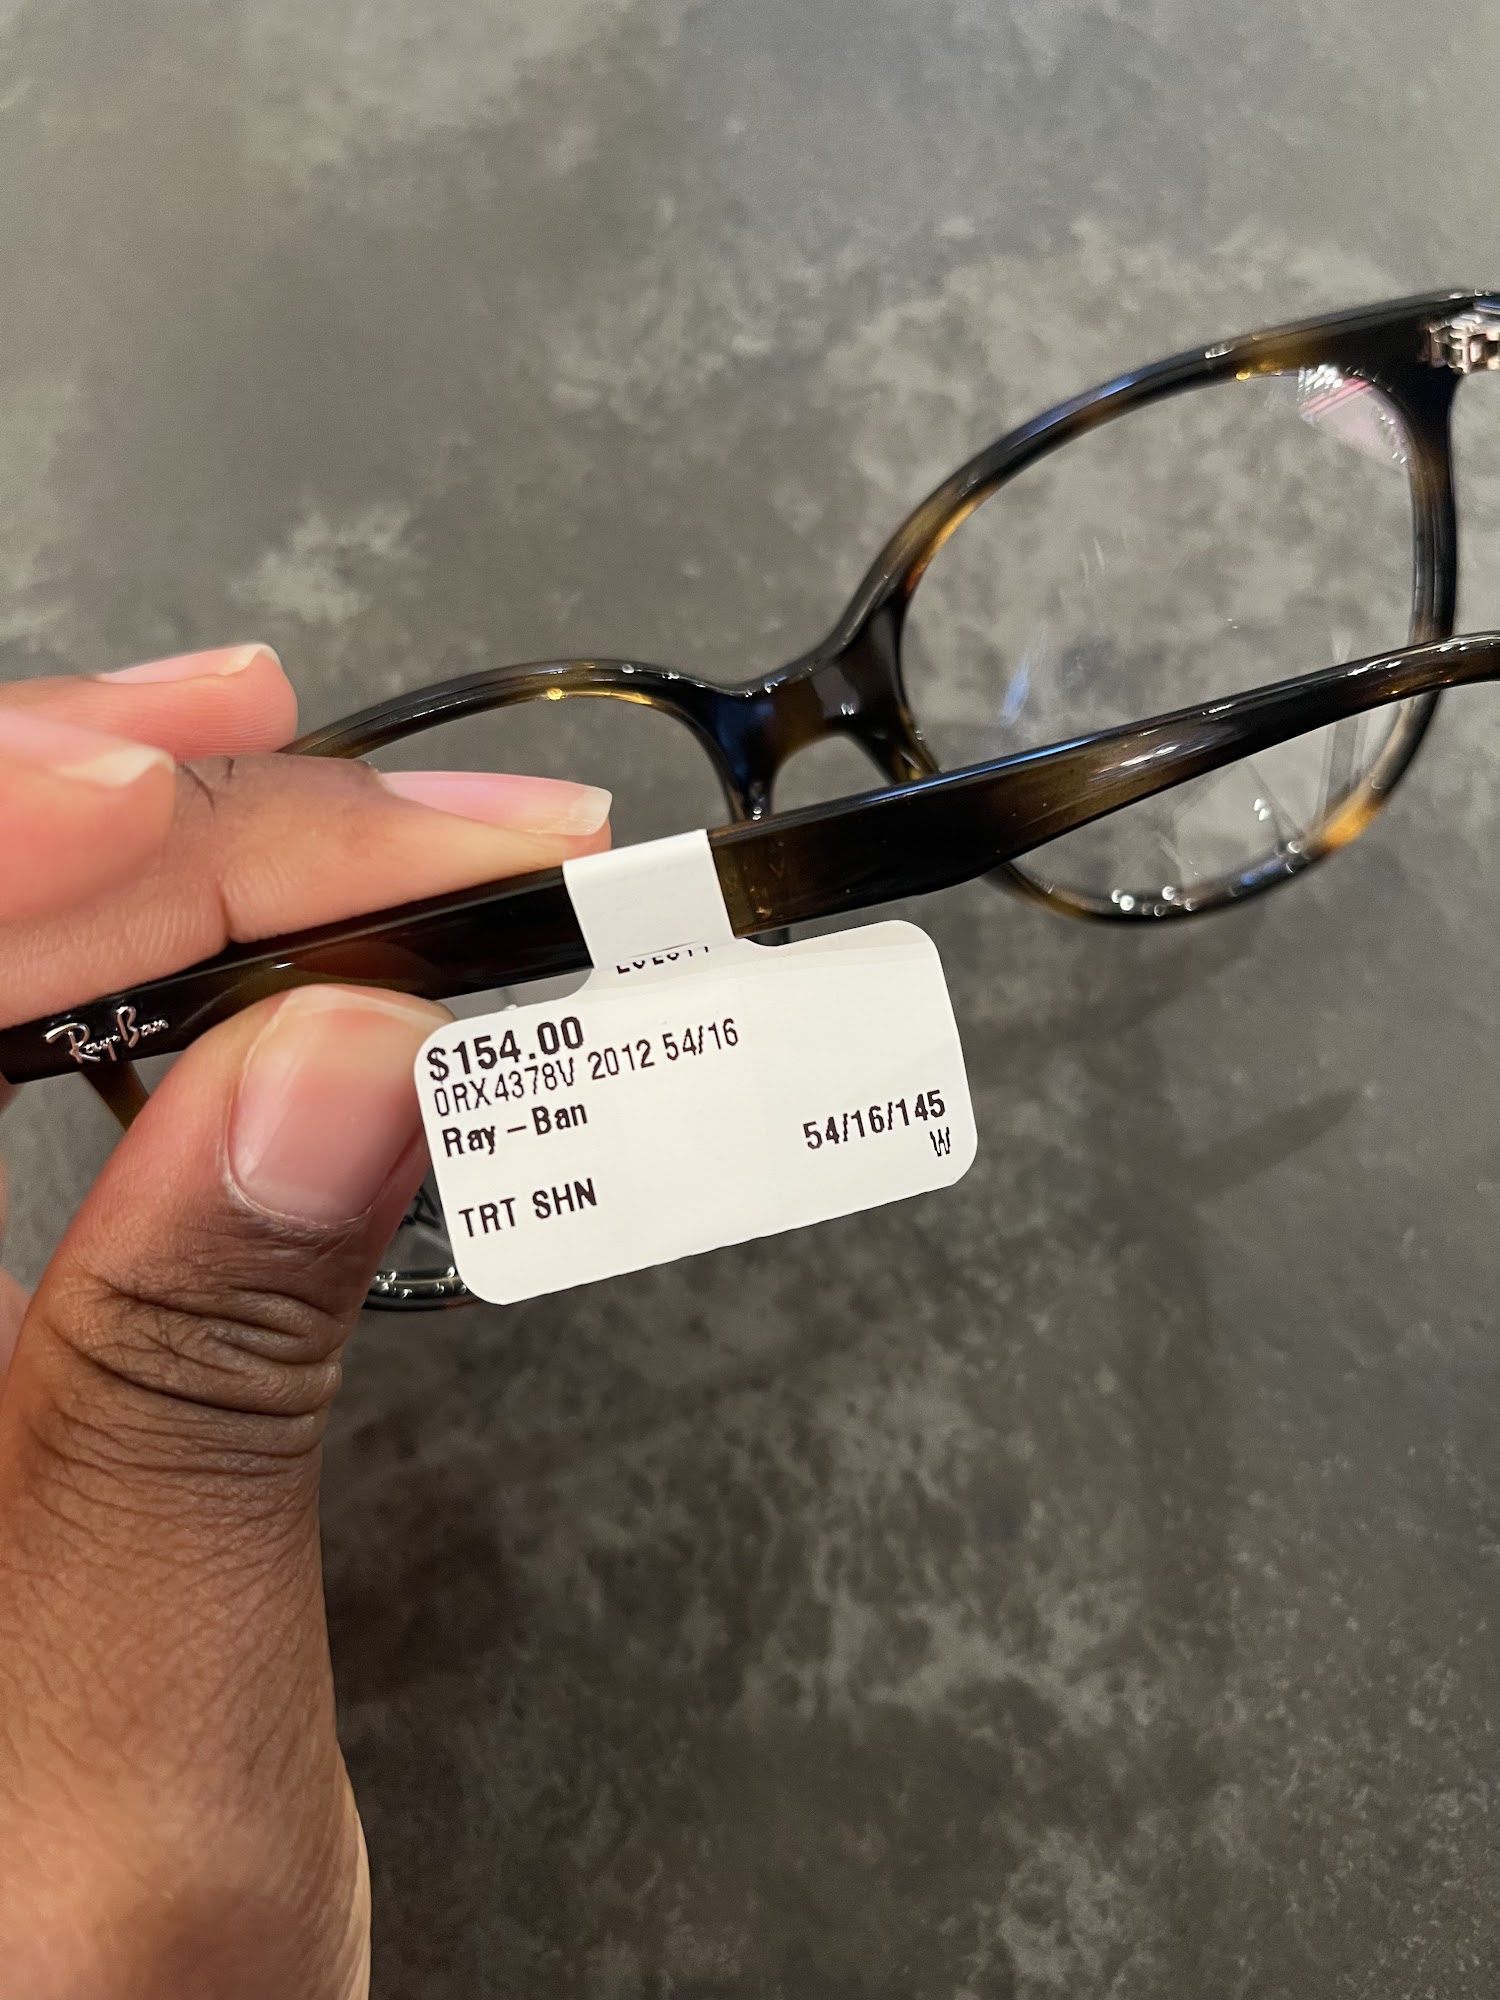 Ray-Ban
$154.00
0RX4378V 2012 54/16
Ray-Ban
54/16/145
W
TRT SHN